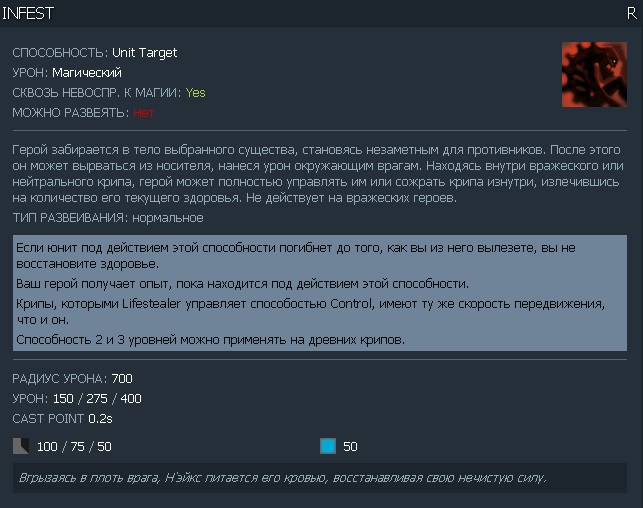 INFEST R
СПОСОБНОСТЬ: Unit Target
УРОН: Магический
СКВОЗЬ НЕВОСПР. К МАГИИ: Yes
МОЖНО РАЗВЕЯТЬ: Нет
Герой забирается в тело выбранного существа, становясь незаметным для противников. После этого
он может вырваться из носителя, нанеся урон окружающим врагам. Находясь внутри вражеского или
нейтрального крипа, герой может полностью управлять им или сожрать крипа изнутри, излечившись
на количество его текущего здоровья. Не действует на вражеских героев.
ТИП РАЗВЕИВАНИЯ: нормальное
Если юнит под действием этой способности погибнет до того, как вы из него вылезете, вы не
восстановите здоровье.
Ваш герой получает опыт, пока находится под действием этой способности.
Крипы, которыми Lifestealer управляет способостью Control, имеют ту же скорость передвижения,
что и он.
Способность 2 и 3 уровней можно применять на древних крипов.
РАДИУС УРОНА: 700
УРОН: 150 / 275 / 400
CAST POINT 0.2s
100 / 75 / 50 50
Вгрызаясь в плоть врага, Н'эйкс питается его кровью, восстанавливая свою нечистую силу.